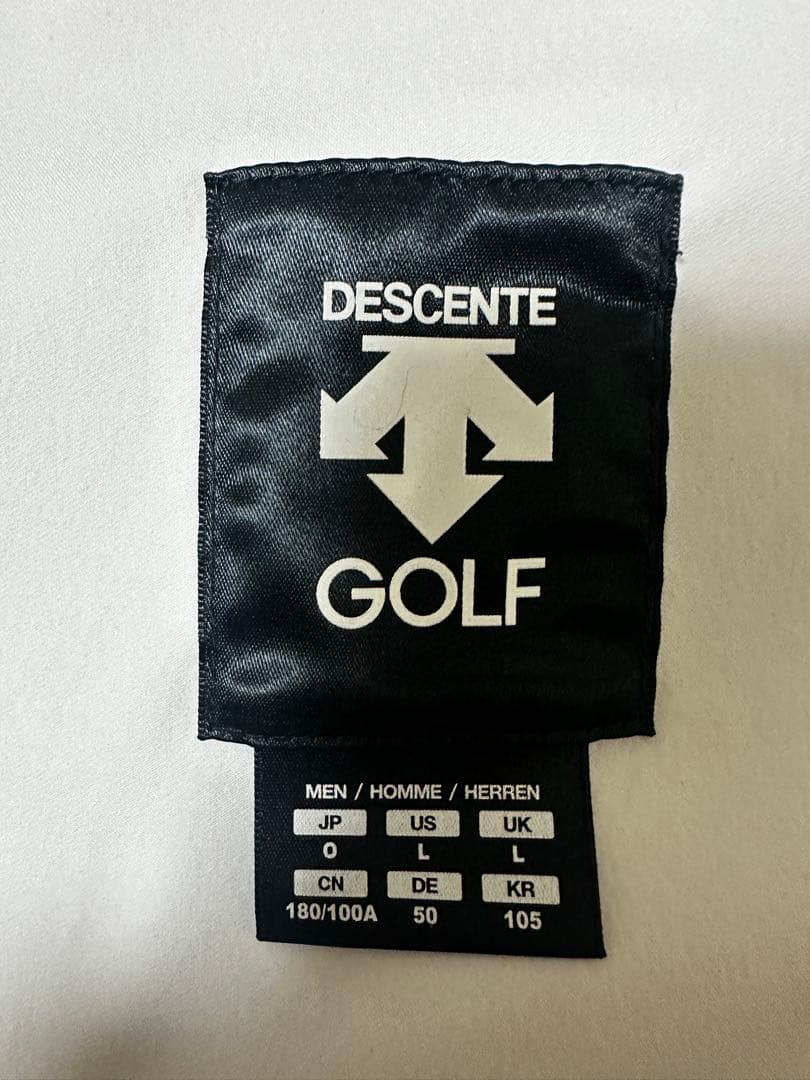 DESCENTE
GOLF
MEN / HOMME / HERREN
JP US UK
O L L
CN DE KR
180/100A 50 105